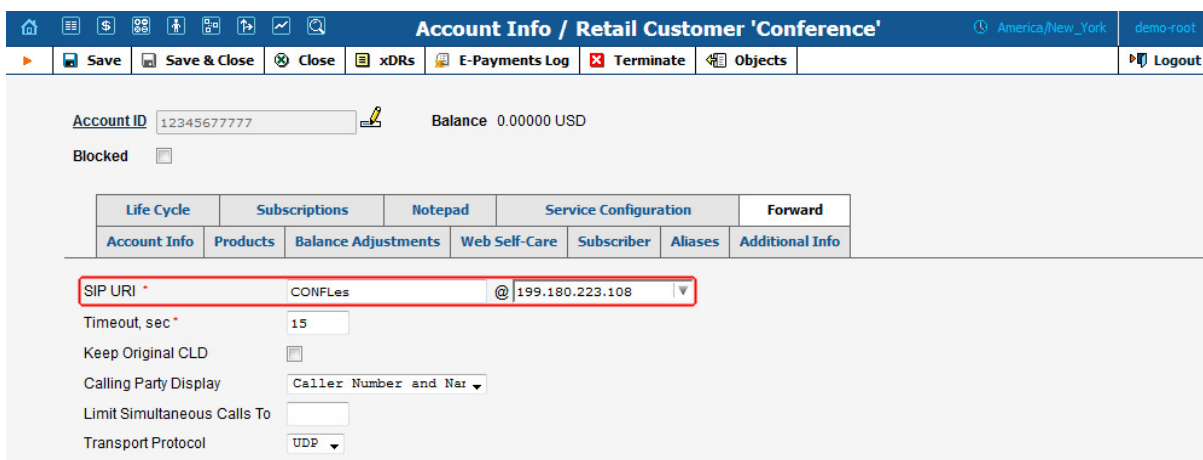 Account Info / Retail Customer 'Conference' America/New_York demo-root
Save Save & Close Close xDRs E-Payments Log Terminate Objects Logout
Account ID 12345677777 Balance 0.00000 USD
Blocked
Life Cycle Subscriptions Notepad Service Configuration Forward
Account Info Products Balance Adjustments Web Self-Care Subscriber Aliases Additional Info
SIP URI * CONFLes @ 199.180.223.108
Timeout, sec * 15
Keep Original CLD
Calling Party Display Caller Number and Nar
Limit Simultaneous Calls To
Transport Protocol UDP